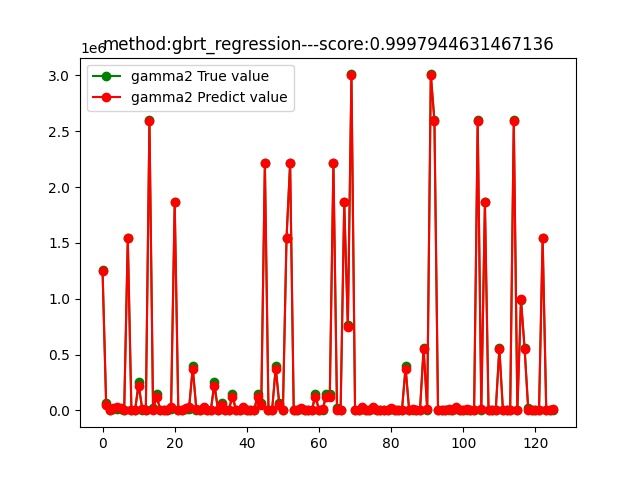 method:gbrt_regression---score:0.9997944631467136
1e6
gamma2 True value
gamma2 Predict value
3.0
2.5
2.0
1.5
1.0
0.5
0.0
0 20 40 60 80 100 120